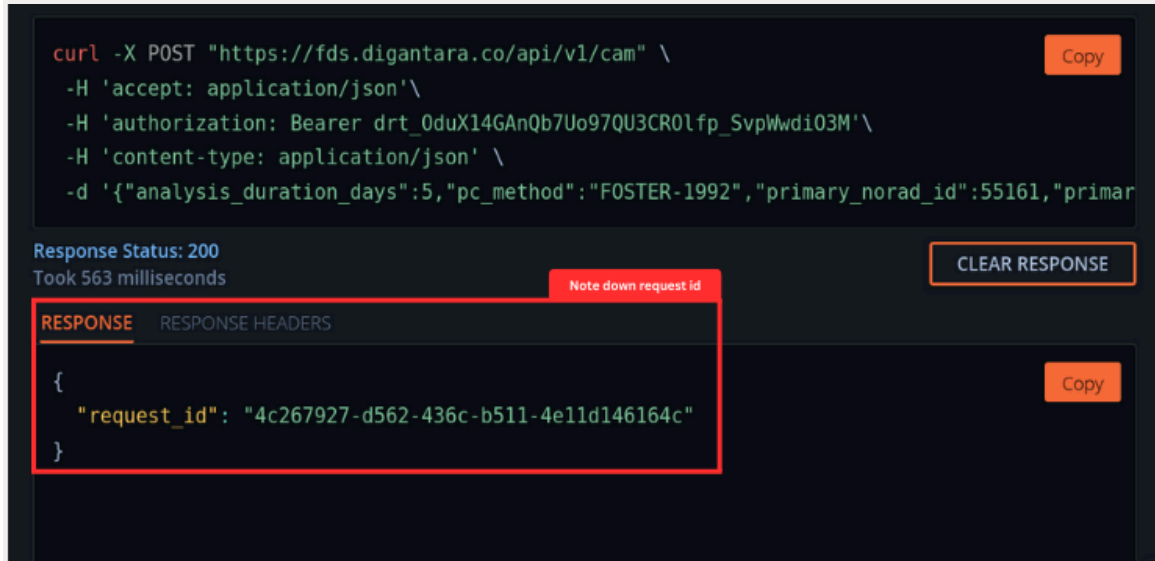 curl -X POST "https://fds.digantara.co/api/v1/cam" \
Copy
-H 'accept: application/json'\
-H 'authorization: Bearer drt_0duX14GAnQb7Uo97QU3CROlfp_SvpWwdiO3M'\
-H 'content-type: application/json' \
-d '{"analysis_duration_days":5,"pc_method":"FOSTER-1992","primary_norad_id":55161,"primar
Response Status: 200
Took 563 milliseconds
CLEAR RESPONSE
Note down request id
RESPONSE RESPONSE HEADERS
{
Copy
"request_id": "4c267927-d562-436c-b511-4e11d146164c"
}